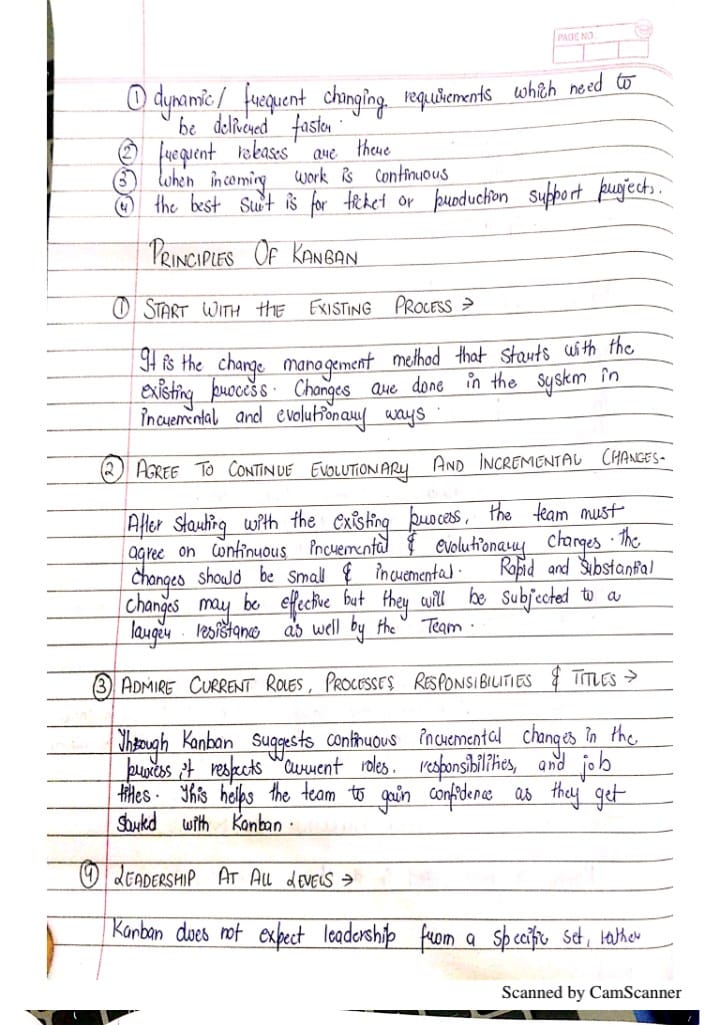 PAGE NO.
① dynamic/ frequent changing requirements which need to
be delivered faster.
② frequent releases are there
③ when incoming work is continuous
④ the best suit is for ticket or production support projects.
PRINCIPLES OF KANBAN
① START WITH THE EXISTING PROCESS →
It is the change management method that starts with the
existing process. Changes are done in the system in
incremental and evolutionary ways.
② AGREE TO CONTINUE EVOLUTIONARY AND INCREMENTAL CHANGES-
After starting with the existing process, the team must
agree on continuous incremental & evolutionary changes. The
changes should be small & incremental. Rapid and Substantial
changes may be effective but they will be subjected to a
larger resistance as well by the Team.
③ ADMIRE CURRENT ROLES, PROCESSES RESPONSIBILITIES & TITLES →
Through Kanban suggests continuous incremental changes in the
process it respects current roles, responsibilities, and job
titles. This helps the team to gain confidence as they get
started with Kanban.
④ LEADERSHIP AT ALL LEVELS →
Kanban does not expect leadership from a specific set, rather
Scanned by CamScanner